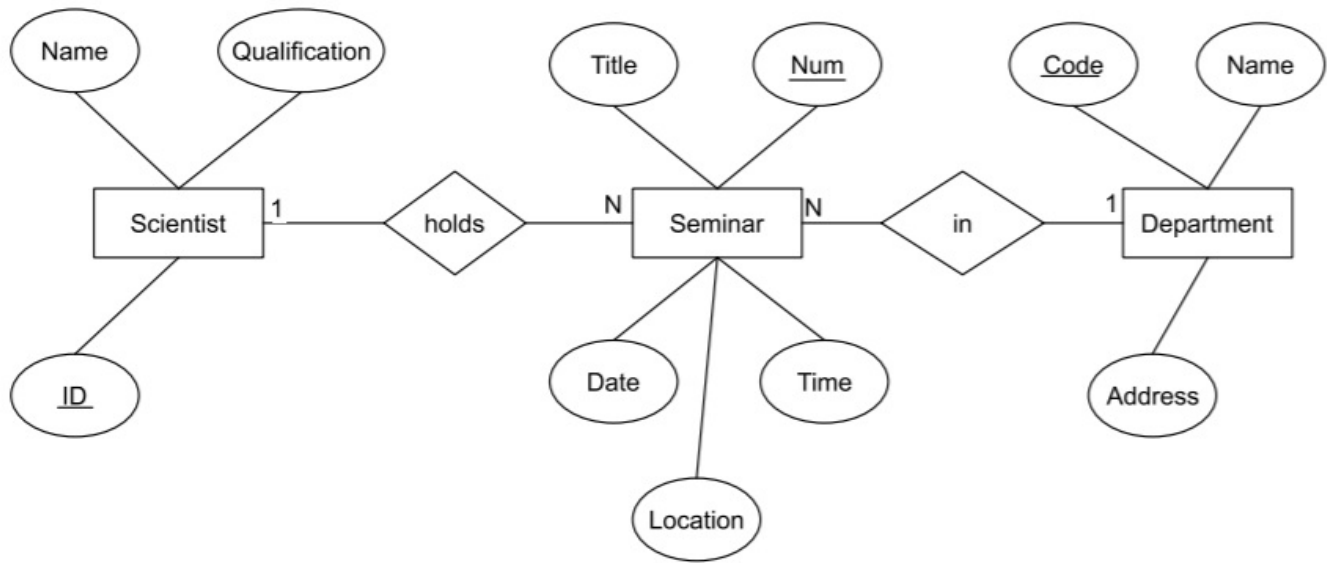 Name
Qualification
Title
Num
Code
Name
Scientist
1
holds
N
Seminar
N
in
1
Department
ID
Date
Time
Address
Location